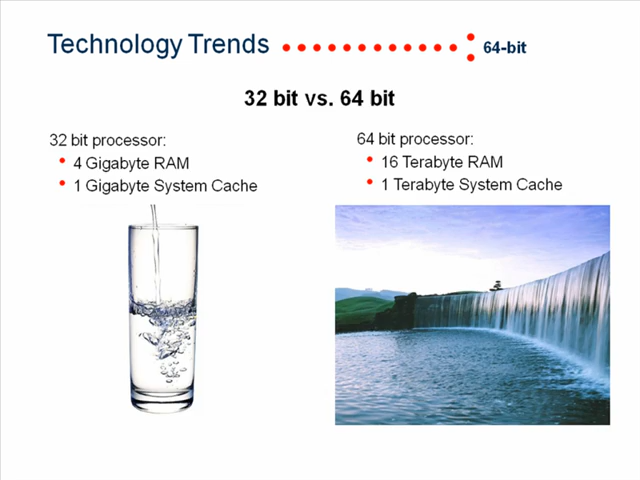 Technology Trends
64-bit
32 bit vs. 64 bit
32 bit processor:
• 4 Gigabyte RAM
• 1 Gigabyte System Cache
64 bit processor:
• 16 Terabyte RAM
• 1 Terabyte System Cache